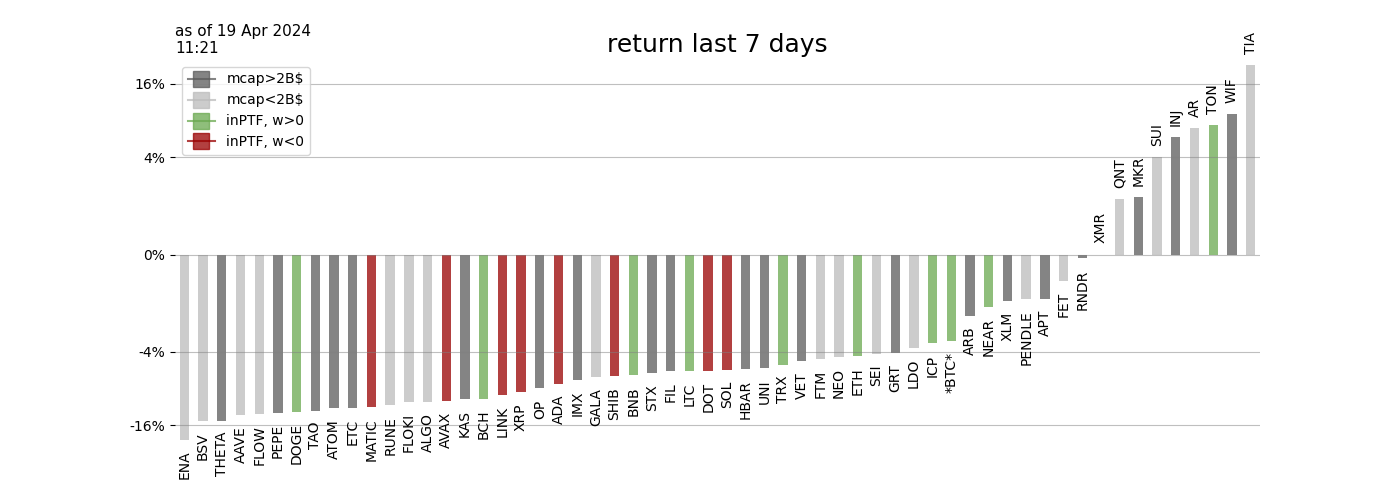 as of 19 Apr 2024
11:21
return last 7 days
mcap>2B$
mcap<2B$
inPTF, w>0
inPTF, w<0
16%
4%
0%
-4%
-16%
ENA
BSV
THETA
AAVE
FLOW
PEPE
DOGE
TAO
ATOM
ETC
MATIC
RUNE
FLOKI
ALGO
AVAX
KAS
BCH
LINK
XRP
OP
ADA
IMX
GALA
SHIB
BNB
STX
FIL
LTC
DOT
SOL
HBAR
UNI
TRX
VET
FTM
NEO
ETH
SEI
GRT
LDO
ICP
*BTC*
ARB
NEAR
XLM
PENDLE
APT
FET
RNDR
XMR
QNT
MKR
SUI
INJ
AR
TON
WIF
TIA